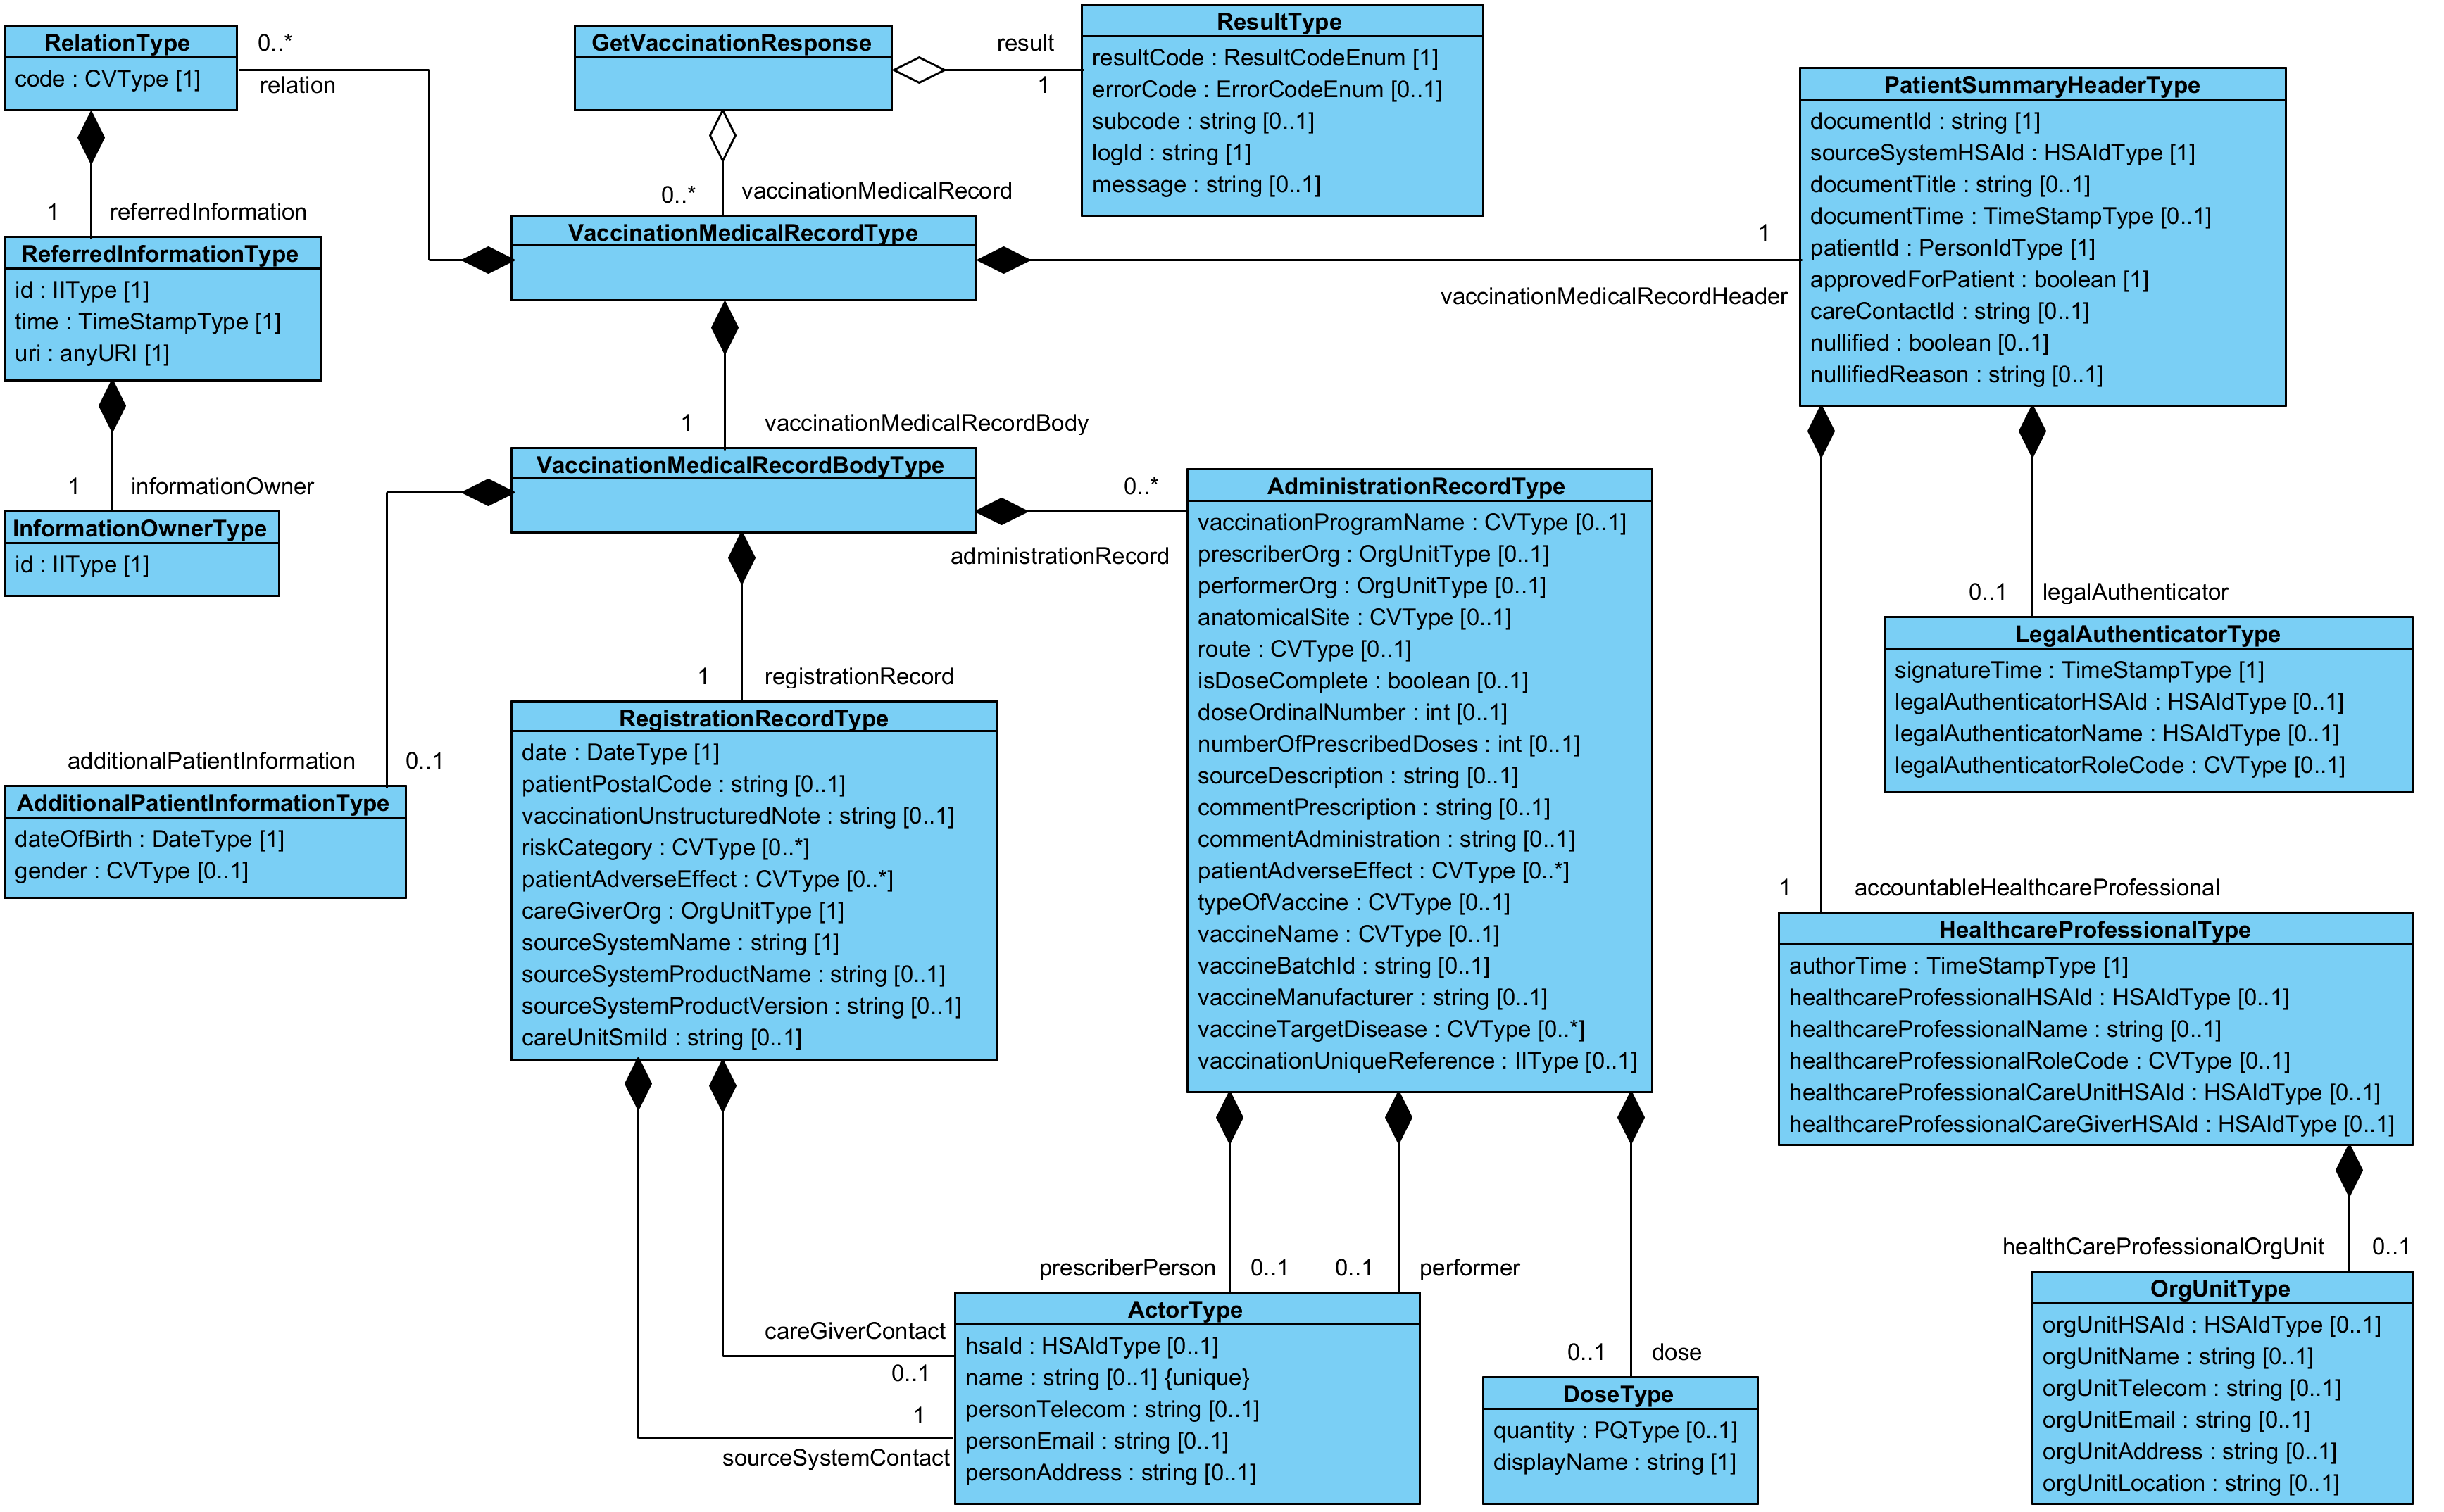 RelationType
code : CVType [1]
0..*
relation
1
referredInformation
ReferredInformationType
id : IIType [1]
time : TimeStampType [1]
uri : anyURI [1]
1
informationOwner
InformationOwnerType
id : IIType [1]
GetVaccinationResponse
result
1
ResultType
resultCode : ResultCodeEnum [1]
errorCode : ErrorCodeEnum [0..1]
subcode : string [0..1]
logId : string [1]
message : string [0..1]
0..*
vaccinationMedicalRecord
VaccinationMedicalRecordType
1
vaccinationMedicalRecordHeader
PatientSummaryHeaderType
documentId : string [1]
sourceSystemHSAId : HSAIdType [1]
documentTitle : string [0..1]
documentTime : TimeStampType [0..1]
patientId : PersonIdType [1]
approvedForPatient : boolean [1]
careContactId : string [0..1]
nullified : boolean [0..1]
nullifiedReason : string [0..1]
1
vaccinationMedicalRecordBody
VaccinationMedicalRecordBodyType
0..*
administrationRecord
additionalPatientInformation
0..1
AdditionalPatientInformationType
dateOfBirth : DateType [1]
gender : CVType [0..1]
1
registrationRecord
RegistrationRecordType
date : DateType [1]
patientPostalCode : string [0..1]
vaccinationUnstructuredNote : string [0..1]
riskCategory : CVType [0..*]
patientAdverseEffect : CVType [0..*]
careGiverOrg : OrgUnitType [1]
sourceSystemName : string [1]
sourceSystemProductName : string [0..1]
sourceSystemProductVersion : string [0..1]
careUnitSmiId : string [0..1]
AdministrationRecordType
vaccinationProgramName : CVType [0..1]
prescriberOrg : OrgUnitType [0..1]
performerOrg : OrgUnitType [0..1]
anatomicalSite : CVType [0..1]
route : CVType [0..1]
isDoseComplete : boolean [0..1]
doseOrdinalNumber : int [0..1]
numberOfPrescribedDoses : int [0..1]
sourceDescription : string [0..1]
commentPrescription : string [0..1]
commentAdministration : string [0..1]
patientAdverseEffect : CVType [0..*]
typeOfVaccine : CVType [0..1]
vaccineName : CVType [0..1]
vaccineBatchId : string [0..1]
vaccineManufacturer : string [0..1]
vaccineTargetDisease : CVType [0..*]
vaccinationUniqueReference : IIType [0..1]
0..1
legalAuthenticator
LegalAuthenticatorType
signatureTime : TimeStampType [1]
legalAuthenticatorHSAId : HSAIdType [0..1]
legalAuthenticatorName : HSAIdType [0..1]
legalAuthenticatorRoleCode : CVType [0..1]
1
accountableHealthcareProfessional
HealthcareProfessionalType
authorTime : TimeStampType [1]
healthcareProfessionalHSAId : HSAIdType [0..1]
healthcareProfessionalName : string [0..1]
healthcareProfessionalRoleCode : CVType [0..1]
healthcareProfessionalCareUnitHSAId : HSAIdType [0..1]
healthcareProfessionalCareGiverHSAId : HSAIdType [0..1]
healthCareProfessionalOrgUnit
0..1
OrgUnitType
orgUnitHSAId : HSAIdType [0..1]
orgUnitName : string [0..1]
orgUnitTelecom : string [0..1]
orgUnitEmail : string [0..1]
orgUnitAddress : string [0..1]
orgUnitLocation : string [0..1]
prescriberPerson
0..1
0..1
performer
careGiverContact
0..1
1
sourceSystemContact
ActorType
hsaId : HSAIdType [0..1]
name : string [0..1] {unique}
personTelecom : string [0..1]
personEmail : string [0..1]
personAddress : string [0..1]
0..1
dose
DoseType
quantity : PQType [0..1]
displayName : string [1]